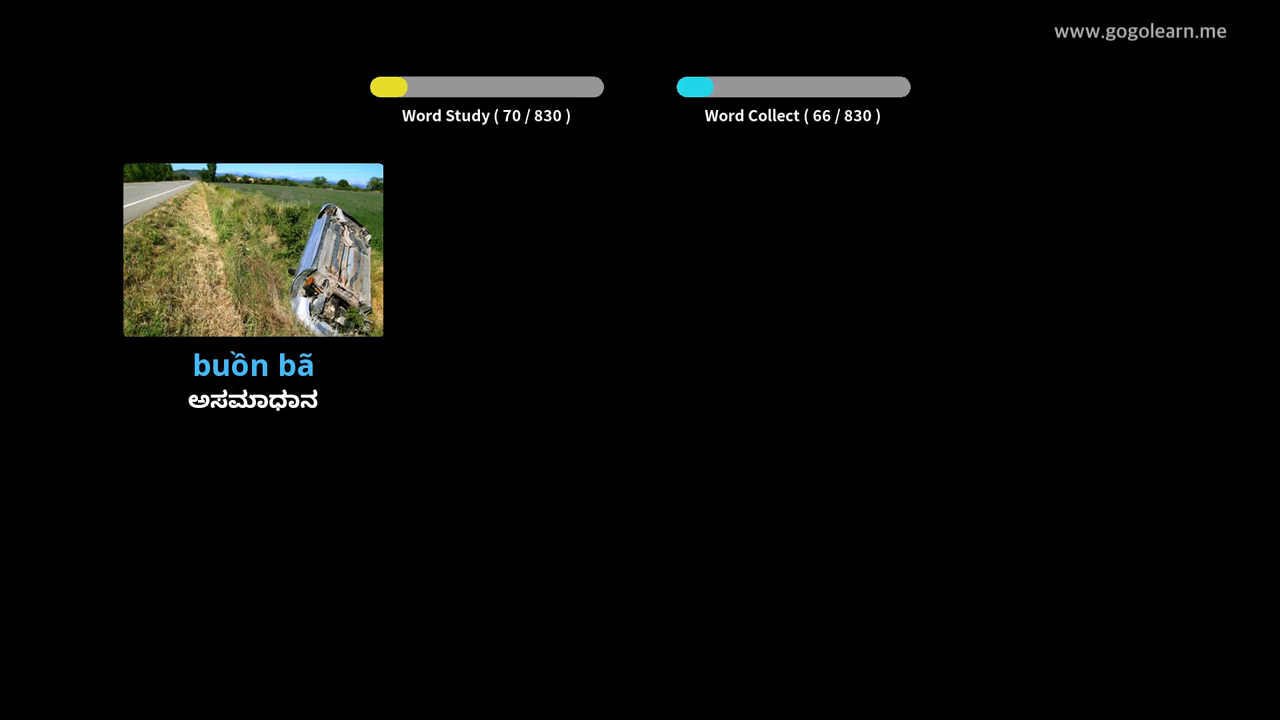 www.gogolearn.me
Word Study ( 70 / 830 )
Word Collect ( 66 / 830 )
buồn bã
ಅಸಮಾಧಾನ